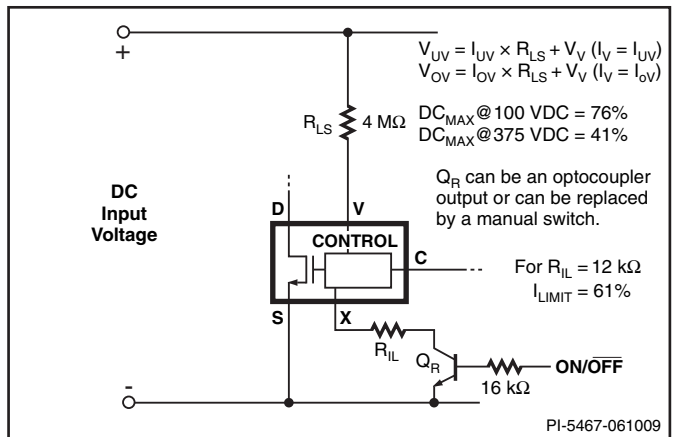 +
V_UV = I_UV × R_LS + V_V (I_V = I_UV)
V_OV = I_OV × R_LS + V_V (I_V = I_oV)
R_LS 4 MΩ
DC_MAX@100 VDC = 76%
DC_MAX@375 VDC = 41%
Q_R can be an optocoupler
output or can be replaced
by a manual switch.
DC
Input
Voltage
D
V
CONTROL
C
For R_IL = 12 kΩ
I_LIMIT = 61%
S
X
R_IL
Q_R
ON/OFF
16 kΩ
-
PI-5467-061009